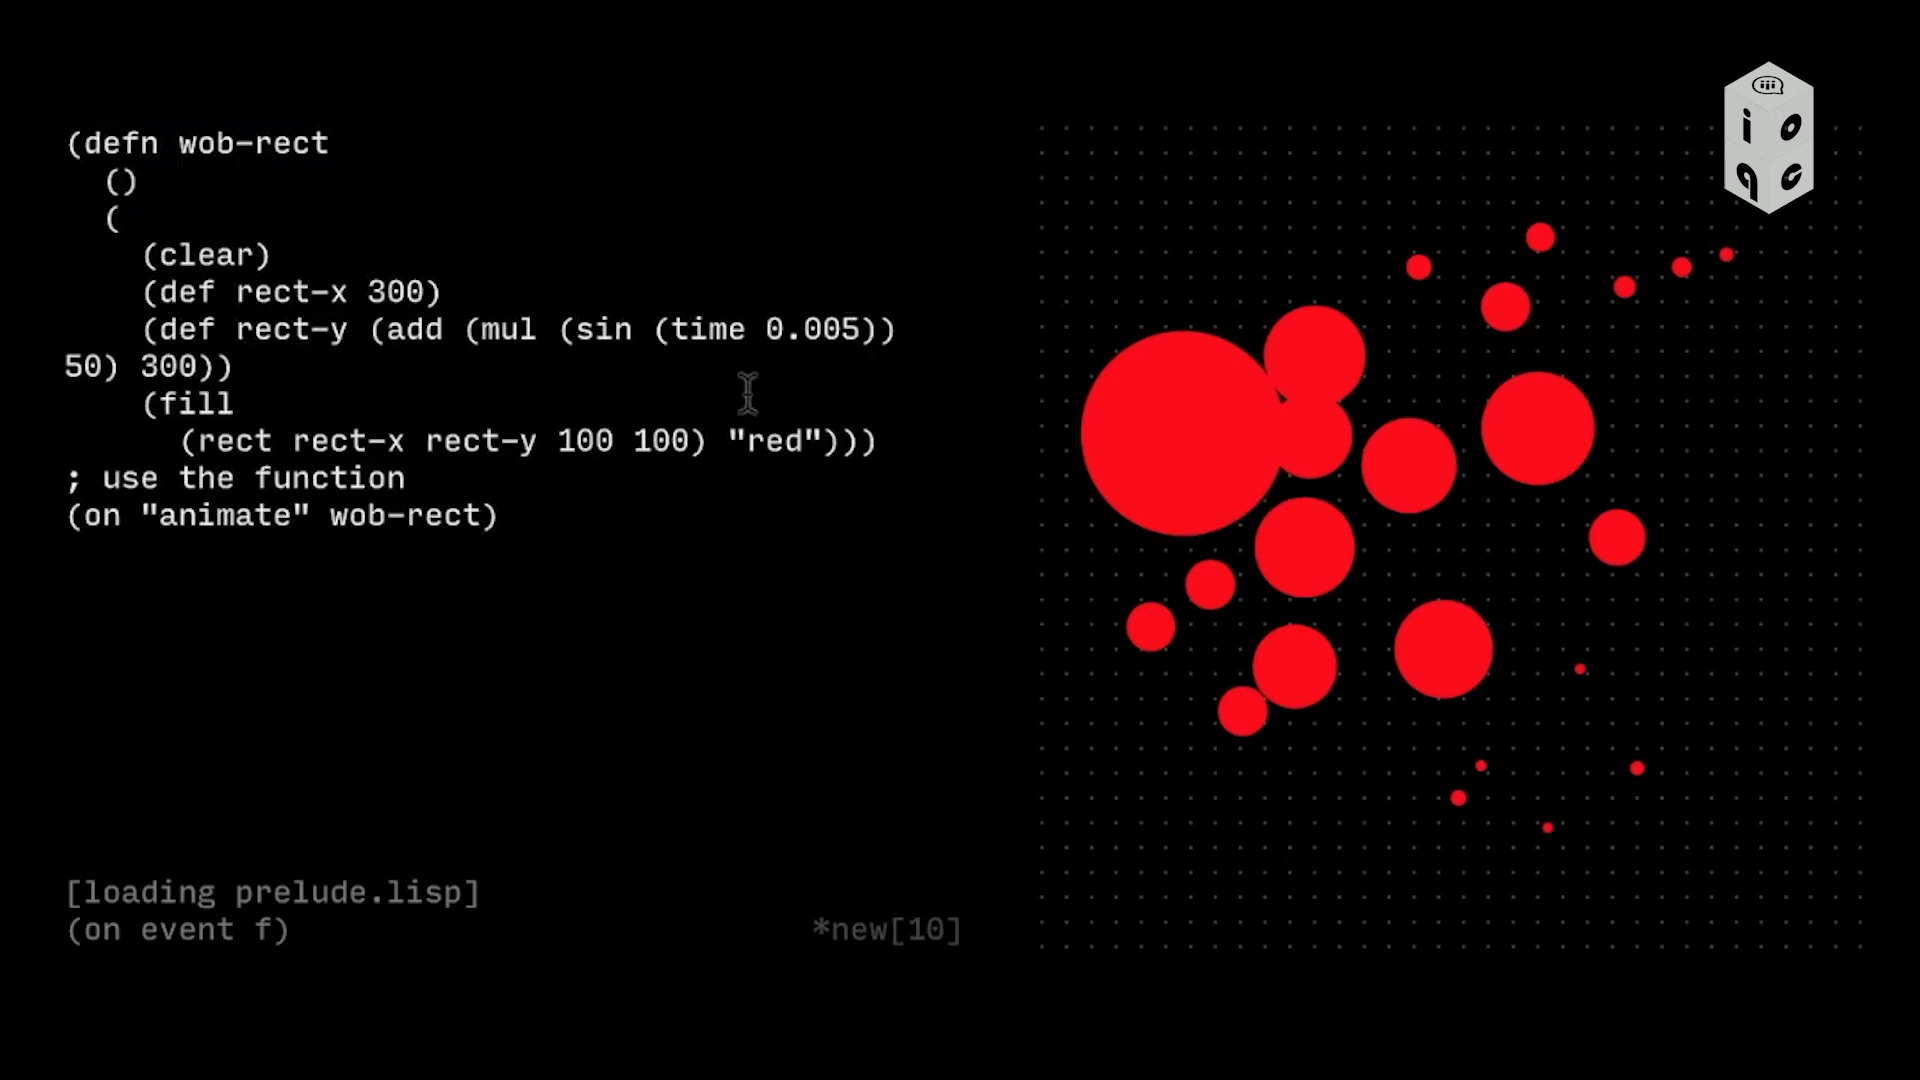 (defn wob-rect
  ()
  (
    (clear)
    (def rect-x 300)
    (def rect-y (add (mul (sin (time 0.005))
50) 300))
    (fill
      (rect rect-x rect-y 100 100) "red")))
; use the function
(on "animate" wob-rect)
[loading prelude.lisp]
(on event f)
*new[10]
i o
q c